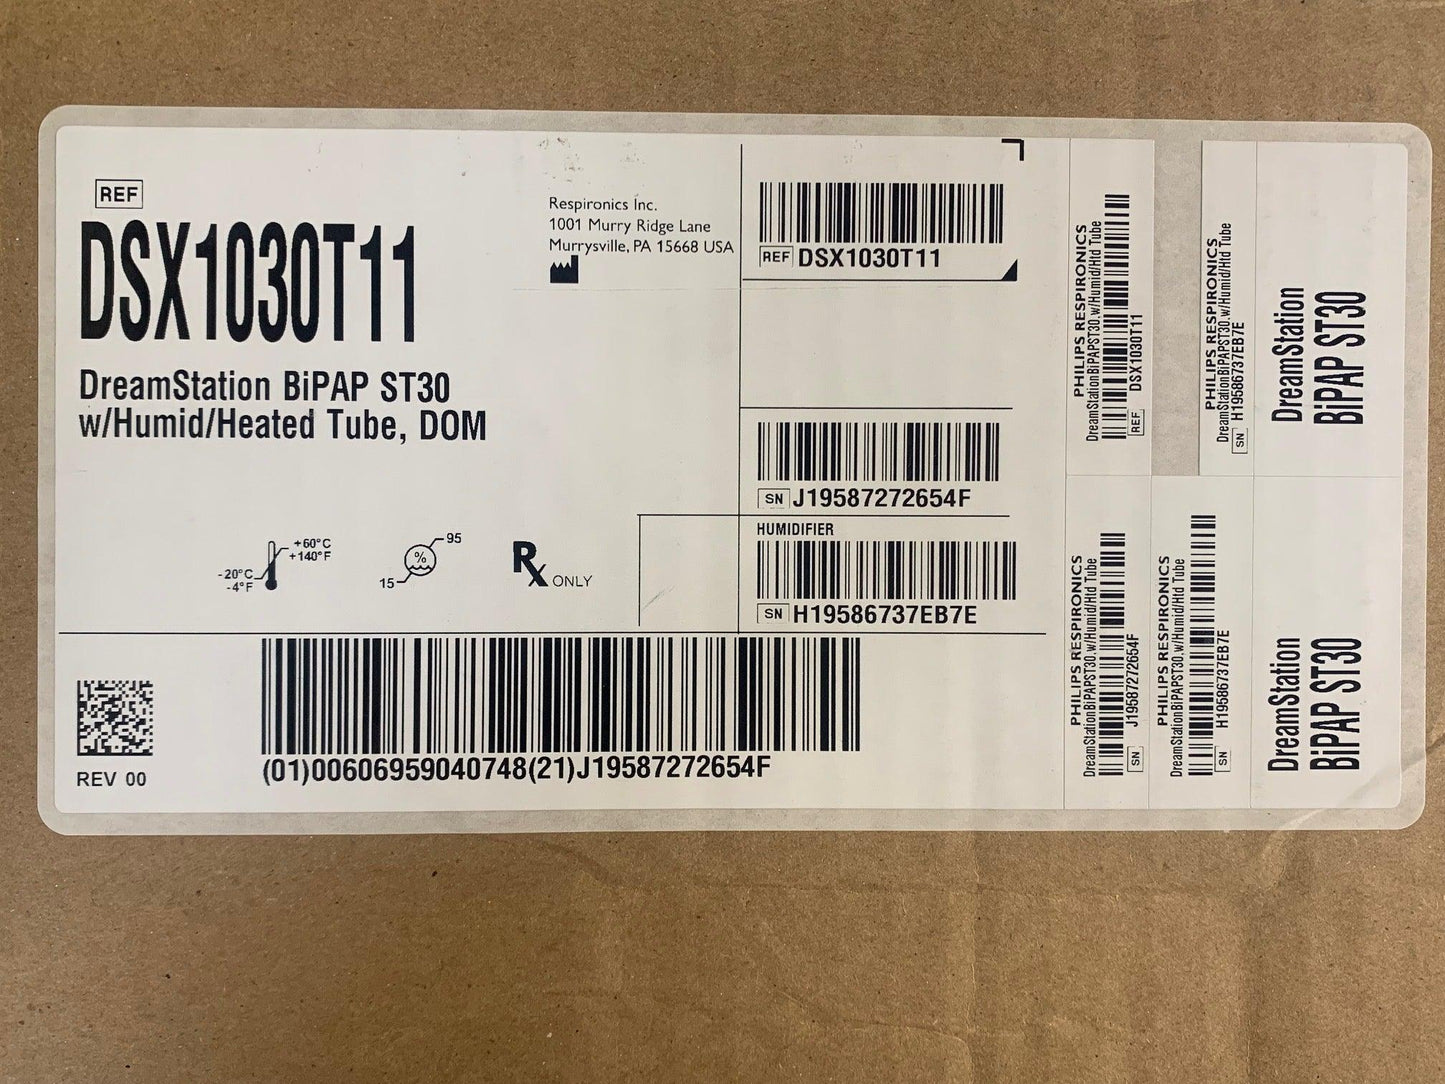 REF
DSX1030T11
DreamStation BiPAP ST30
w/Humid/Heated Tube, DOM
Respironics Inc.
1001 Murry Ridge Lane
Murrysville, PA 15668 USA
REF DSX1030T11
SN J19587272654F
HUMIDIFIER
SN H19586737EB7E
+60°C
+140°F
-20°C
-4°F
%
95
15
Rx ONLY
REV 00
(01)00606959040748(21)J19587272654F
PHILIPS RESPIRONICS
DreamStationBiPAPST30.w/Humid/Htd Tube
REF DSX1030T11
PHILIPS RESPIRONICS
DreamStationBiPAPST30.w/Humid/Htd Tube
SN H19586737EB7E
DreamStation
BiPAP ST30
PHILIPS RESPIRONICS
DreamStationBiPAPST30.w/Humid/Htd Tube
SN J19587272654F
PHILIPS RESPIRONICS
DreamStationBiPAPST30.w/Humid/Htd Tube
SN H19586737EB7E
DreamStation
BiPAP ST30